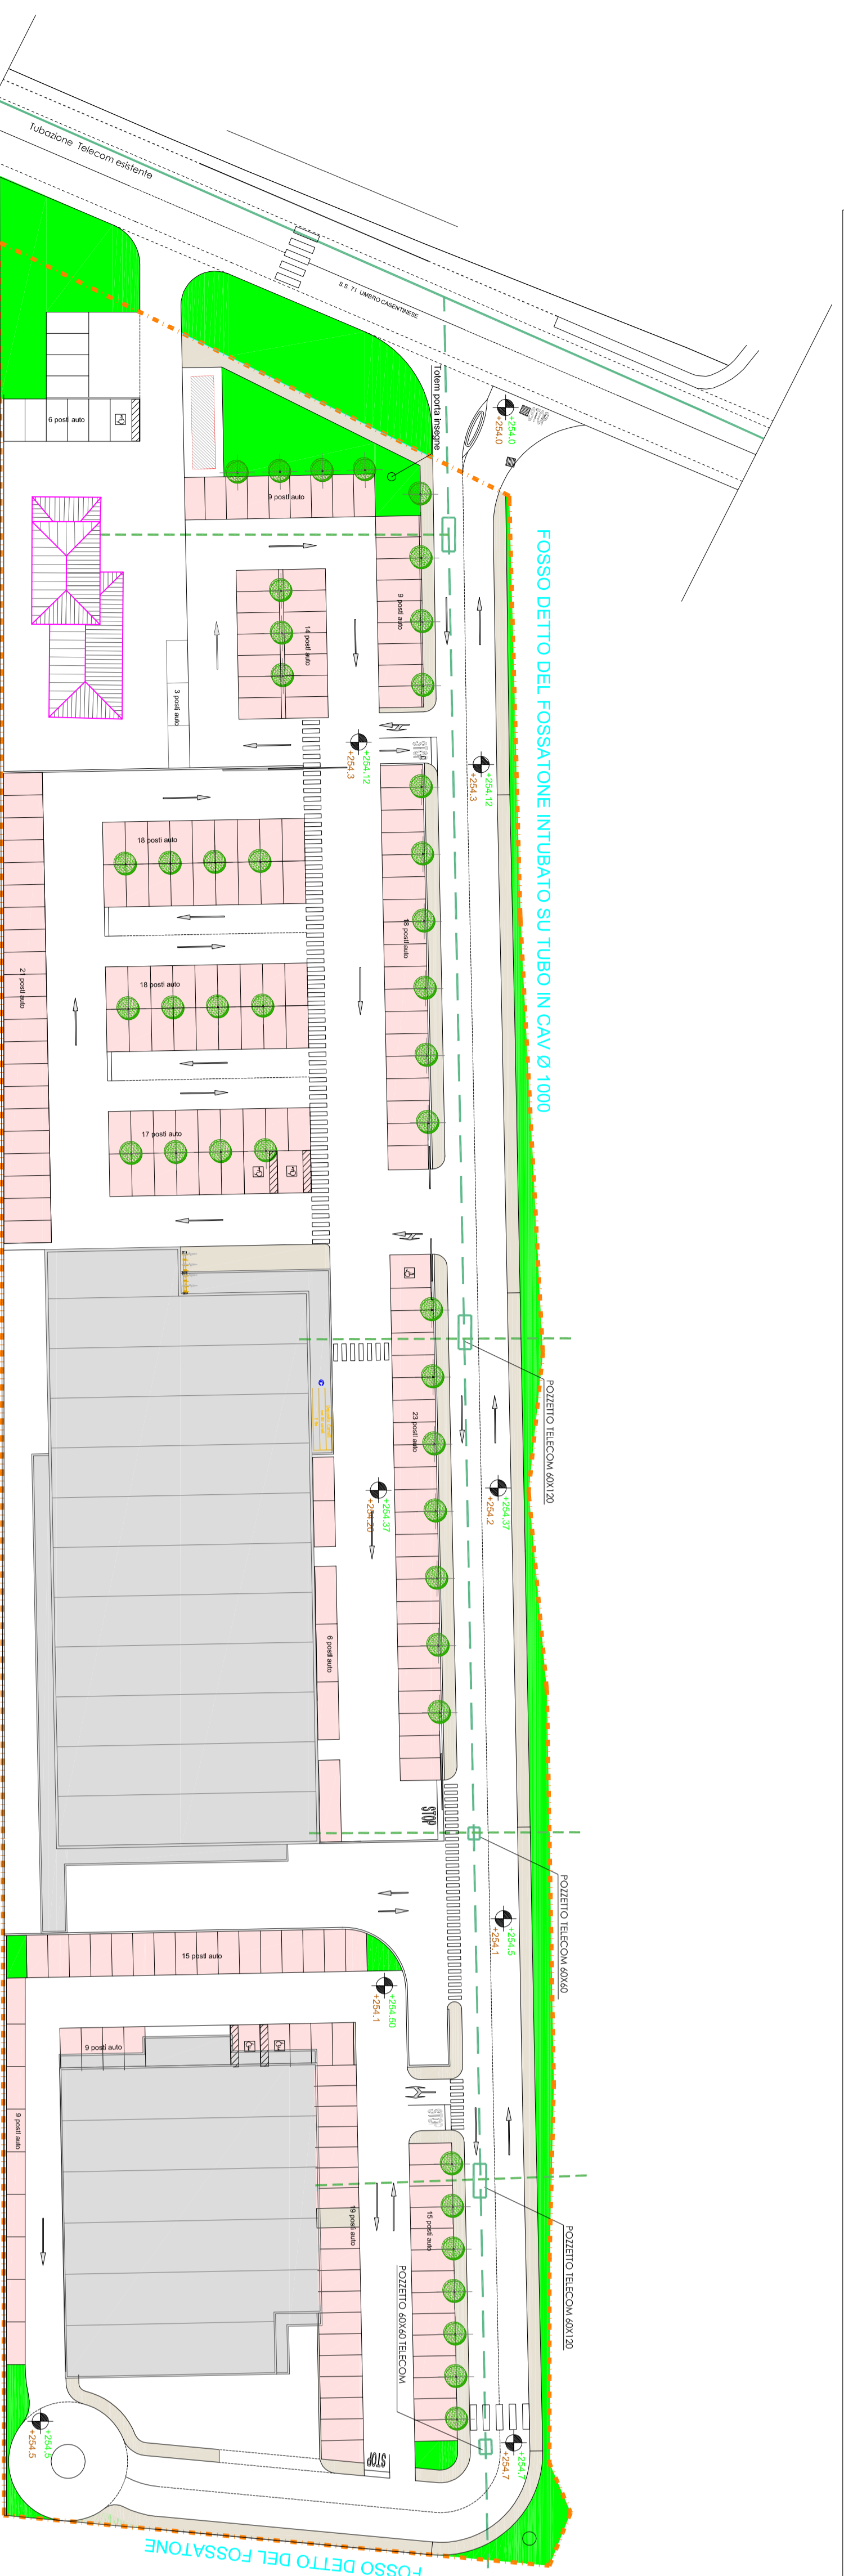 Tubazione Telecom esistente
S.S. 71 UMBRO CASENTINESE
Totem porta insegne
STOP
+254.0
+254.0
6 posti auto
9 posti auto
FOSSO DETTO DEL FOSSATONE INTUBATO SU TUBO IN CAV Ø 1000
9 posti auto
14 posti auto
3 posti auto
STOP
+254.12
+254.3
+254.12
+254.3
18 posti auto
18 posti auto
21 posti auto
18 posti auto
17 posti auto
POZZETTO TELECOM 60X120
23 posti auto
+254.37
+254.20
+254.37
+254.2
6 posti auto
STOP
POZZETTO TELECOM 60X60
+254.5
+254.1
15 posti auto
+254.50
+254.1
9 posti auto
9 posti auto
STOP
19 posti auto
15 posti auto
POZZETTO TELECOM 60X120
POZZETTO 60X60 TELECOM
+254.5
+254.5
STOP
+254.7
+254.7
FOSSO DETTO DEL FOSSATONE